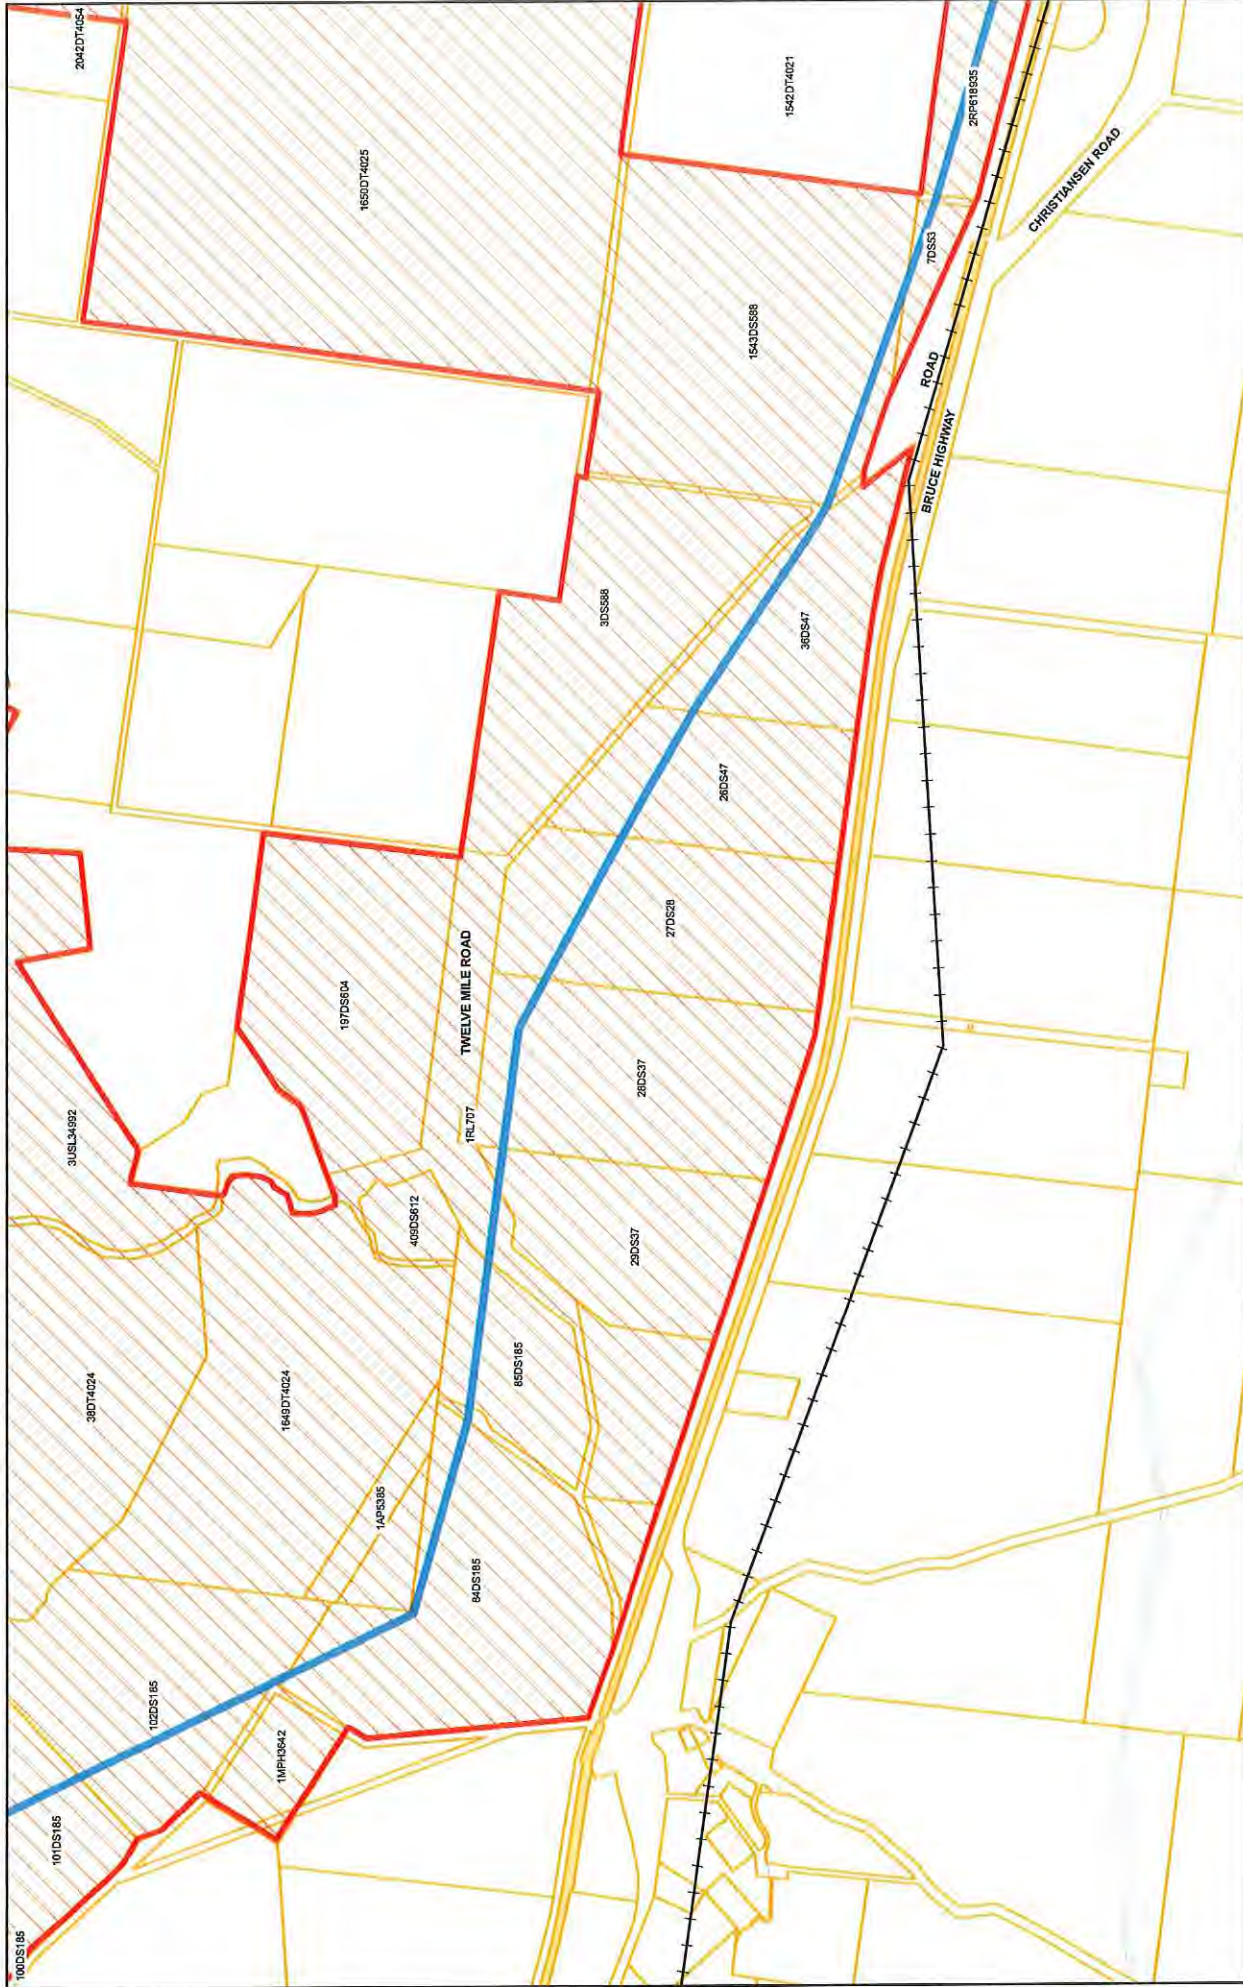 2042DT4054
1650DT4025
1542DT4021
2RP618935
CHRISTIANSEN ROAD
7DS53
1543DS588
ROAD
BRUCE HIGHWAY
3DS588
36DS47
26DS47
27DS28
TWELVE MILE ROAD
197DS604
28DS37
1RL707
3USL34992
409DS612
29DS37
85DS185
38DT4024
1649DT4024
1AP5385
84DS185
102DS185
1MPH3642
101DS185
100DS185